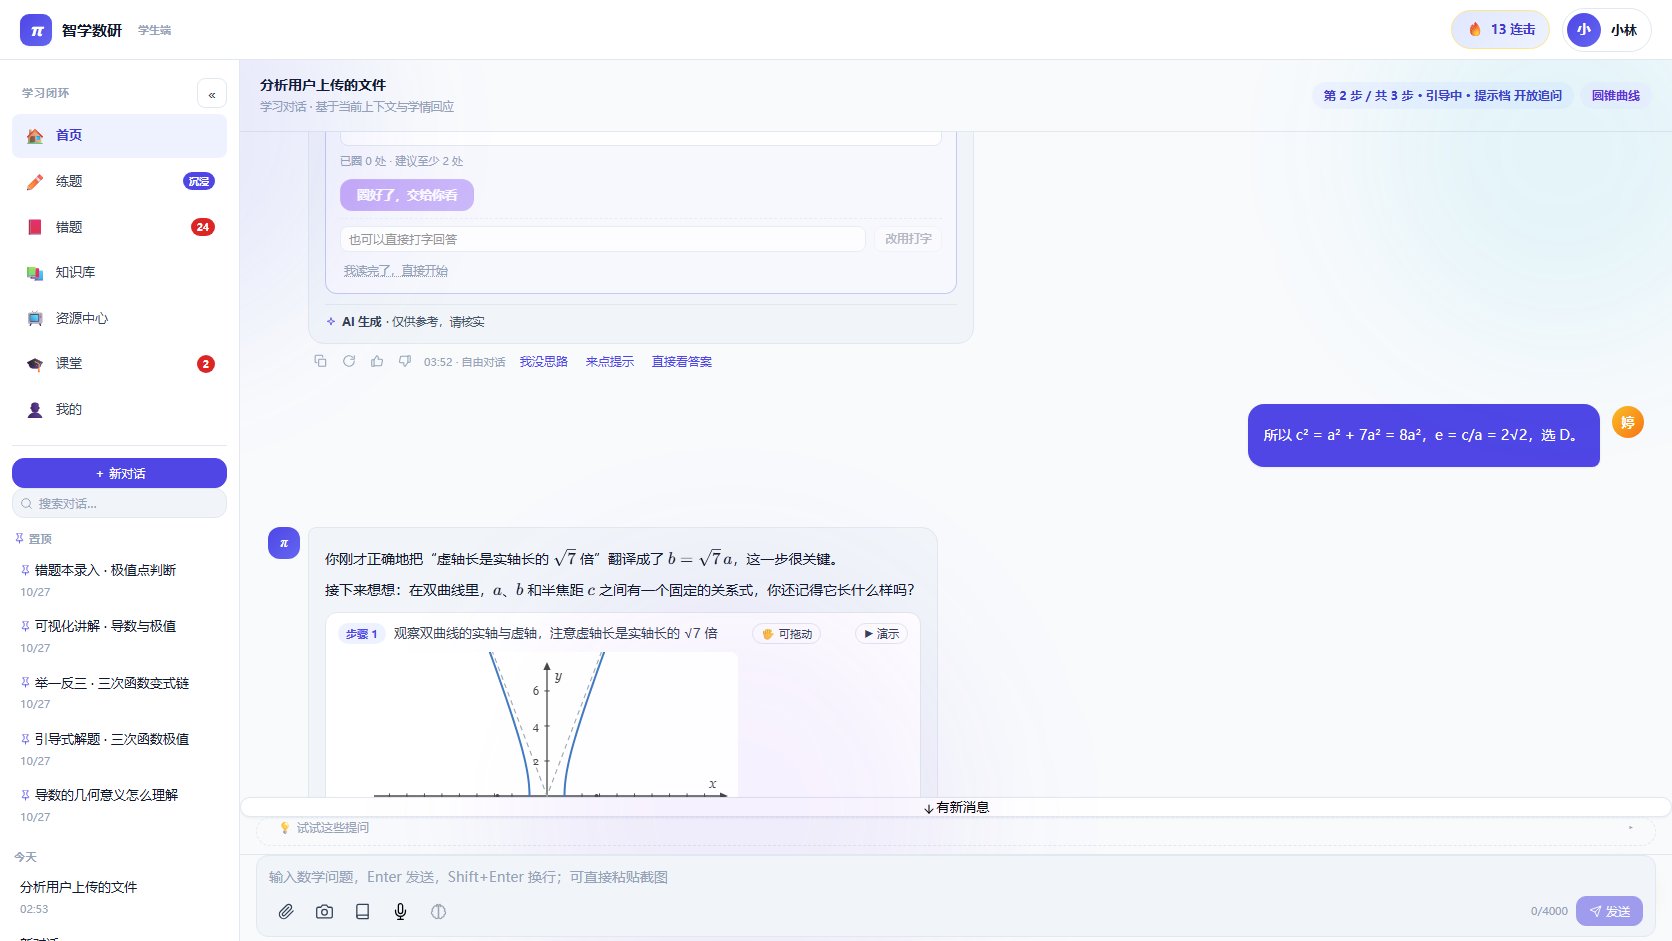 π 智学数研 学生端
13 连击
小 小林
学习闭环 «
首页
练题 沉浸
错题 24
知识库
资源中心
课堂 2
我的
+ 新对话
搜索对话...
置顶
错题本录入 · 极值点判断
10/27
可视化讲解 · 导数与极值
10/27
举一反三 · 三次函数变式链
10/27
引导式解题 · 三次函数极值
10/27
导数的几何意义怎么理解
10/27
今天
分析用户上传的文件
02:53
分析用户上传的文件
学习对话 · 基于当前上下文与学情回应
第 2 步 / 共 3 步 • 引导中 • 提示档 开放追问
圆锥曲线
已圈 0 处 · 建议至少 2 处
圈好了，交给你看
也可以直接打字回答
改用打字
我读完了，直接开始
AI 生成 · 仅供参考，请核实
03:52 · 自由对话 我没思路 来点提示 直接看答案
所以 c² = a² + 7a² = 8a²，e = c/a = 2√2，选 D。
婷
π
你刚才正确地把“虚轴长是实轴长的 √7 倍”翻译成了 b = √7 a，这一步很关键。
接下来想想：在双曲线里，a、b 和半焦距 c 之间有一个固定的关系式，你还记得它长什么样吗？
步骤 1 观察双曲线的实轴与虚轴，注意虚轴长是实轴长的 √7 倍
可拖动
▶ 演示
y
6
4
2
x
↓有新消息
试试这些提问
输入数学问题，Enter 发送，Shift+Enter 换行；可直接粘贴截图
0/4000
发送